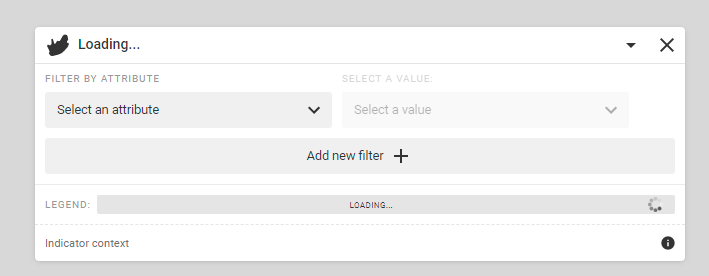 Loading...
FILTER BY ATTRIBUTE
SELECT A VALUE:
Select an attribute
Select a value
Add new filter
LEGEND:
LOADING...
Indicator context